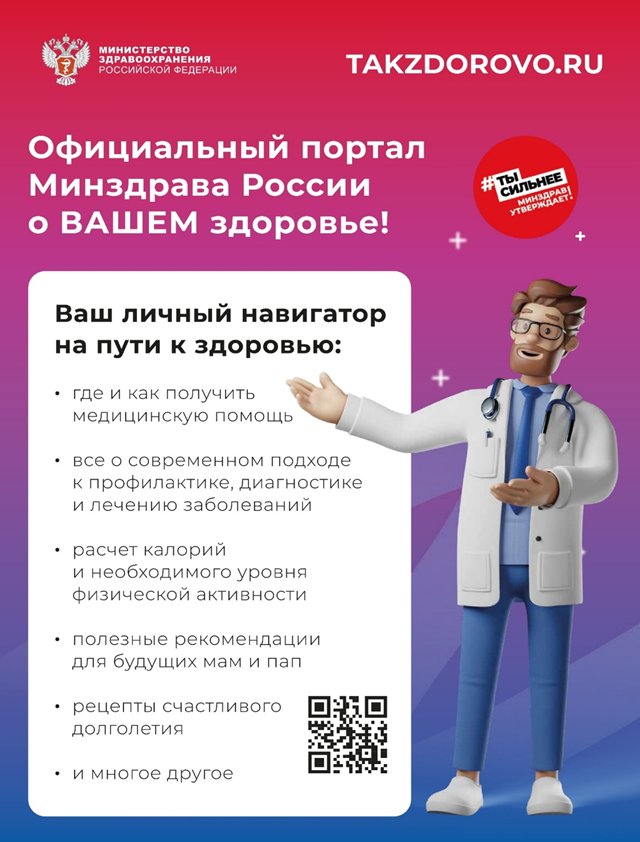 МИНИСТЕРСТВО
ЗДРАВООХРАНЕНИЯ
РОССИЙСКОЙ ФЕДЕРАЦИИ
TAKZDOROVO.RU
Официальный портал
Минздрава России
о ВАШЕМ здоровье!
#ТЫ
СИЛЬНЕЕ
МИНЗДРАВ
УТВЕРЖДАЕТ!
Ваш личный навигатор
на пути к здоровью:
• где и как получить
медицинскую помощь
• все о современном подходе
к профилактике, диагностике
и лечению заболеваний
• расчет калорий
и необходимого уровня
физической активности
• полезные рекомендации
для будущих мам и пап
• рецепты счастливого
долголетия
• и многое другое